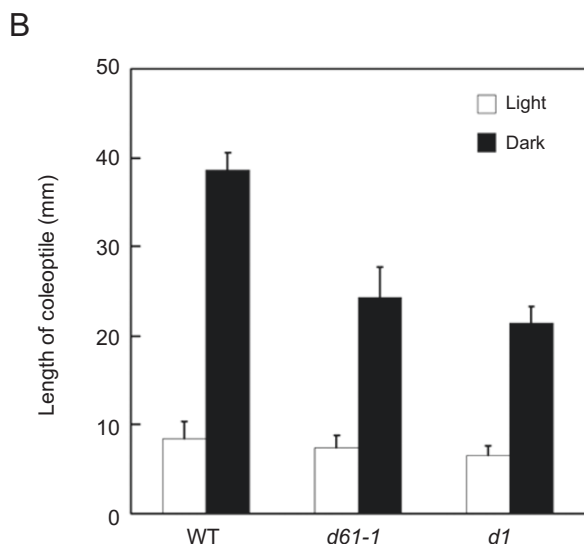 B
Length of coleoptile (mm)
50
40
30
20
10
0
Light
Dark
WT
d61-1
d1